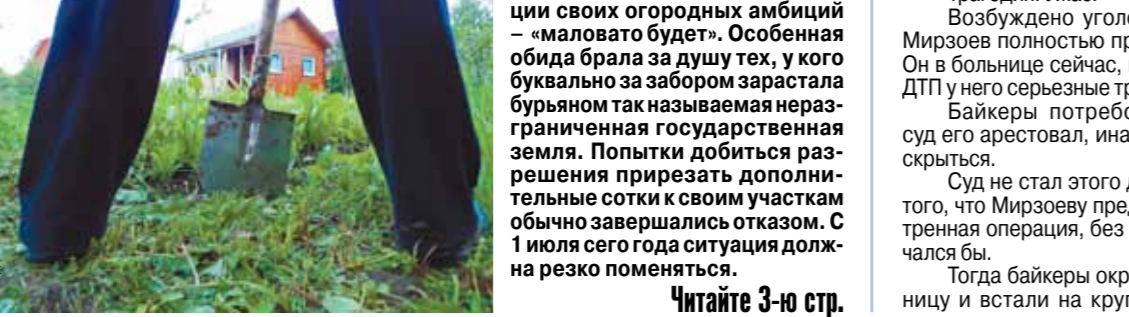 ции своих огородных амбиций
– «маловато будет». Особенная
обида брала за душу тех, у кого
буквально за забором зарастала
бурьяном так называемая нераз-
граниченная государственная
земля. Попытки добиться раз-
решения прирезать дополни-
тельные сотки к своим участкам
обычно завершались отказом. С
1 июля сего года ситуация долж-
на резко поменяться.
Читайте 3-ю стр.
Возбуждено уголо
Мирзоев полностью пр
Он в больнице сейчас,
ДТП у него серьезные тр
Байкеры потребо
суд его арестовал, ина
скрыться.
Суд не стал этого д
того, что Мирзоеву пред
тренная операция, без
чался бы.
Тогда байкеры окр
ницу и встали на круг